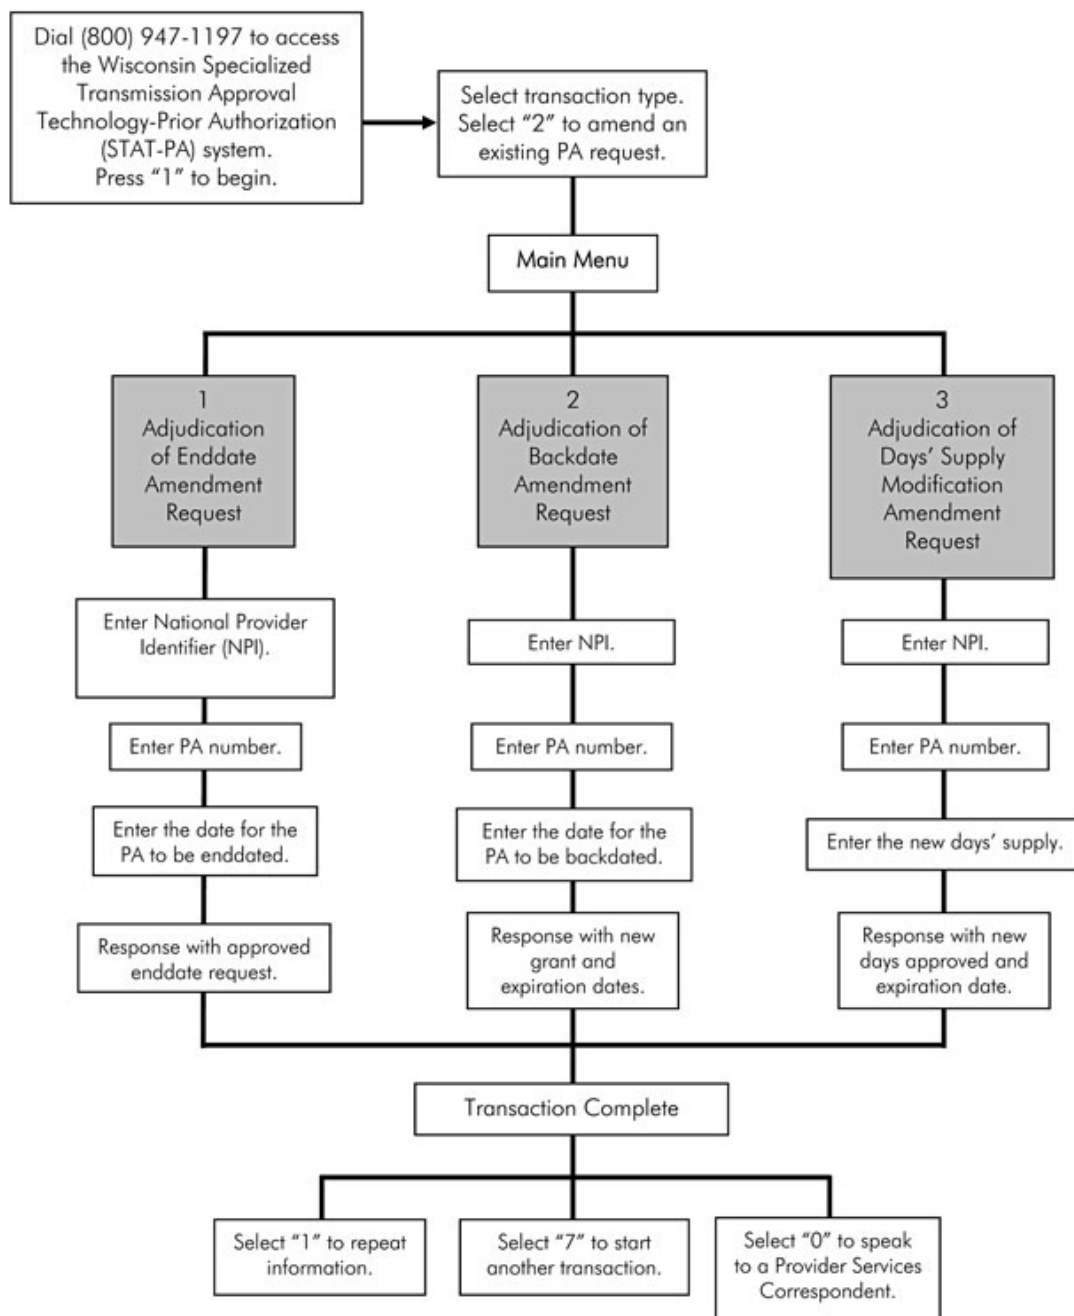 Dial (800) 947-1197 to access
the Wisconsin Specialized
Transmission Approval
Technology-Prior Authorization
(STAT-PA) system.
Press “1” to begin.
Select transaction type.
Select “2” to amend an
existing PA request.
Main Menu
1
Adjudication
of Enddate
Amendment
Request
2
Adjudication of
Backdate
Amendment
Request
3
Adjudication of
Days’ Supply
Modification
Amendment
Request
Enter National Provider
Identifier (NPI).
Enter NPI.
Enter NPI.
Enter PA number.
Enter PA number.
Enter PA number.
Enter the date for the
PA to be enddated.
Enter the date for the
PA to be backdated.
Enter the new days’ supply.
Response with approved
enddate request.
Response with new
grant and
expiration dates.
Response with new
days approved and
expiration date.
Transaction Complete
Select “1” to repeat
information.
Select “7” to start
another transaction.
Select “0” to speak
to a Provider Services
Correspondent.